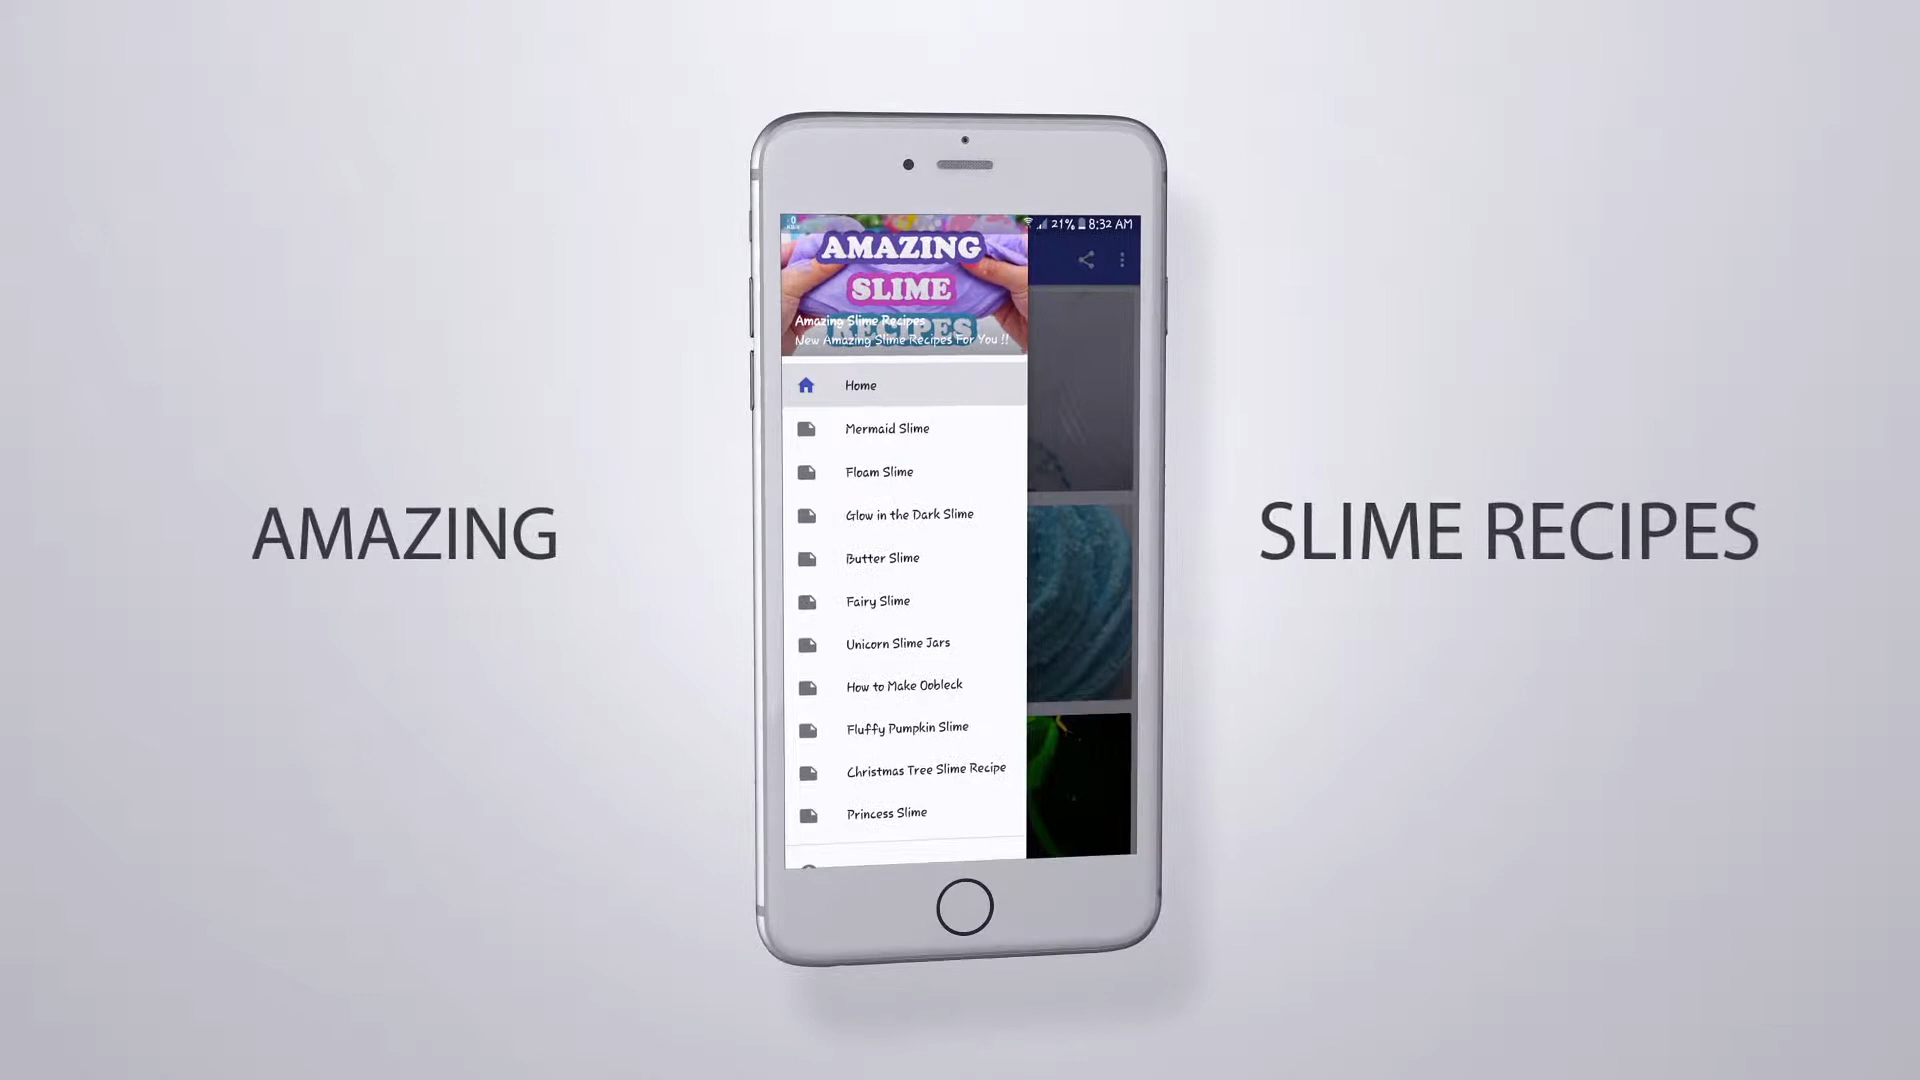 0
KB/s
21% 8:32 AM
AMAZING
SLIME
RECIPES
Amazing Slime Recipes
New Amazing Slime Recipes For You !!
Home
Mermaid Slime
Floam Slime
Glow in the Dark Slime
Butter Slime
Fairy Slime
Unicorn Slime Jars
How to Make Oobleck
Fluffy Pumpkin Slime
Christmas Tree Slime Recipe
Princess Slime
AMAZING
SLIME RECIPES